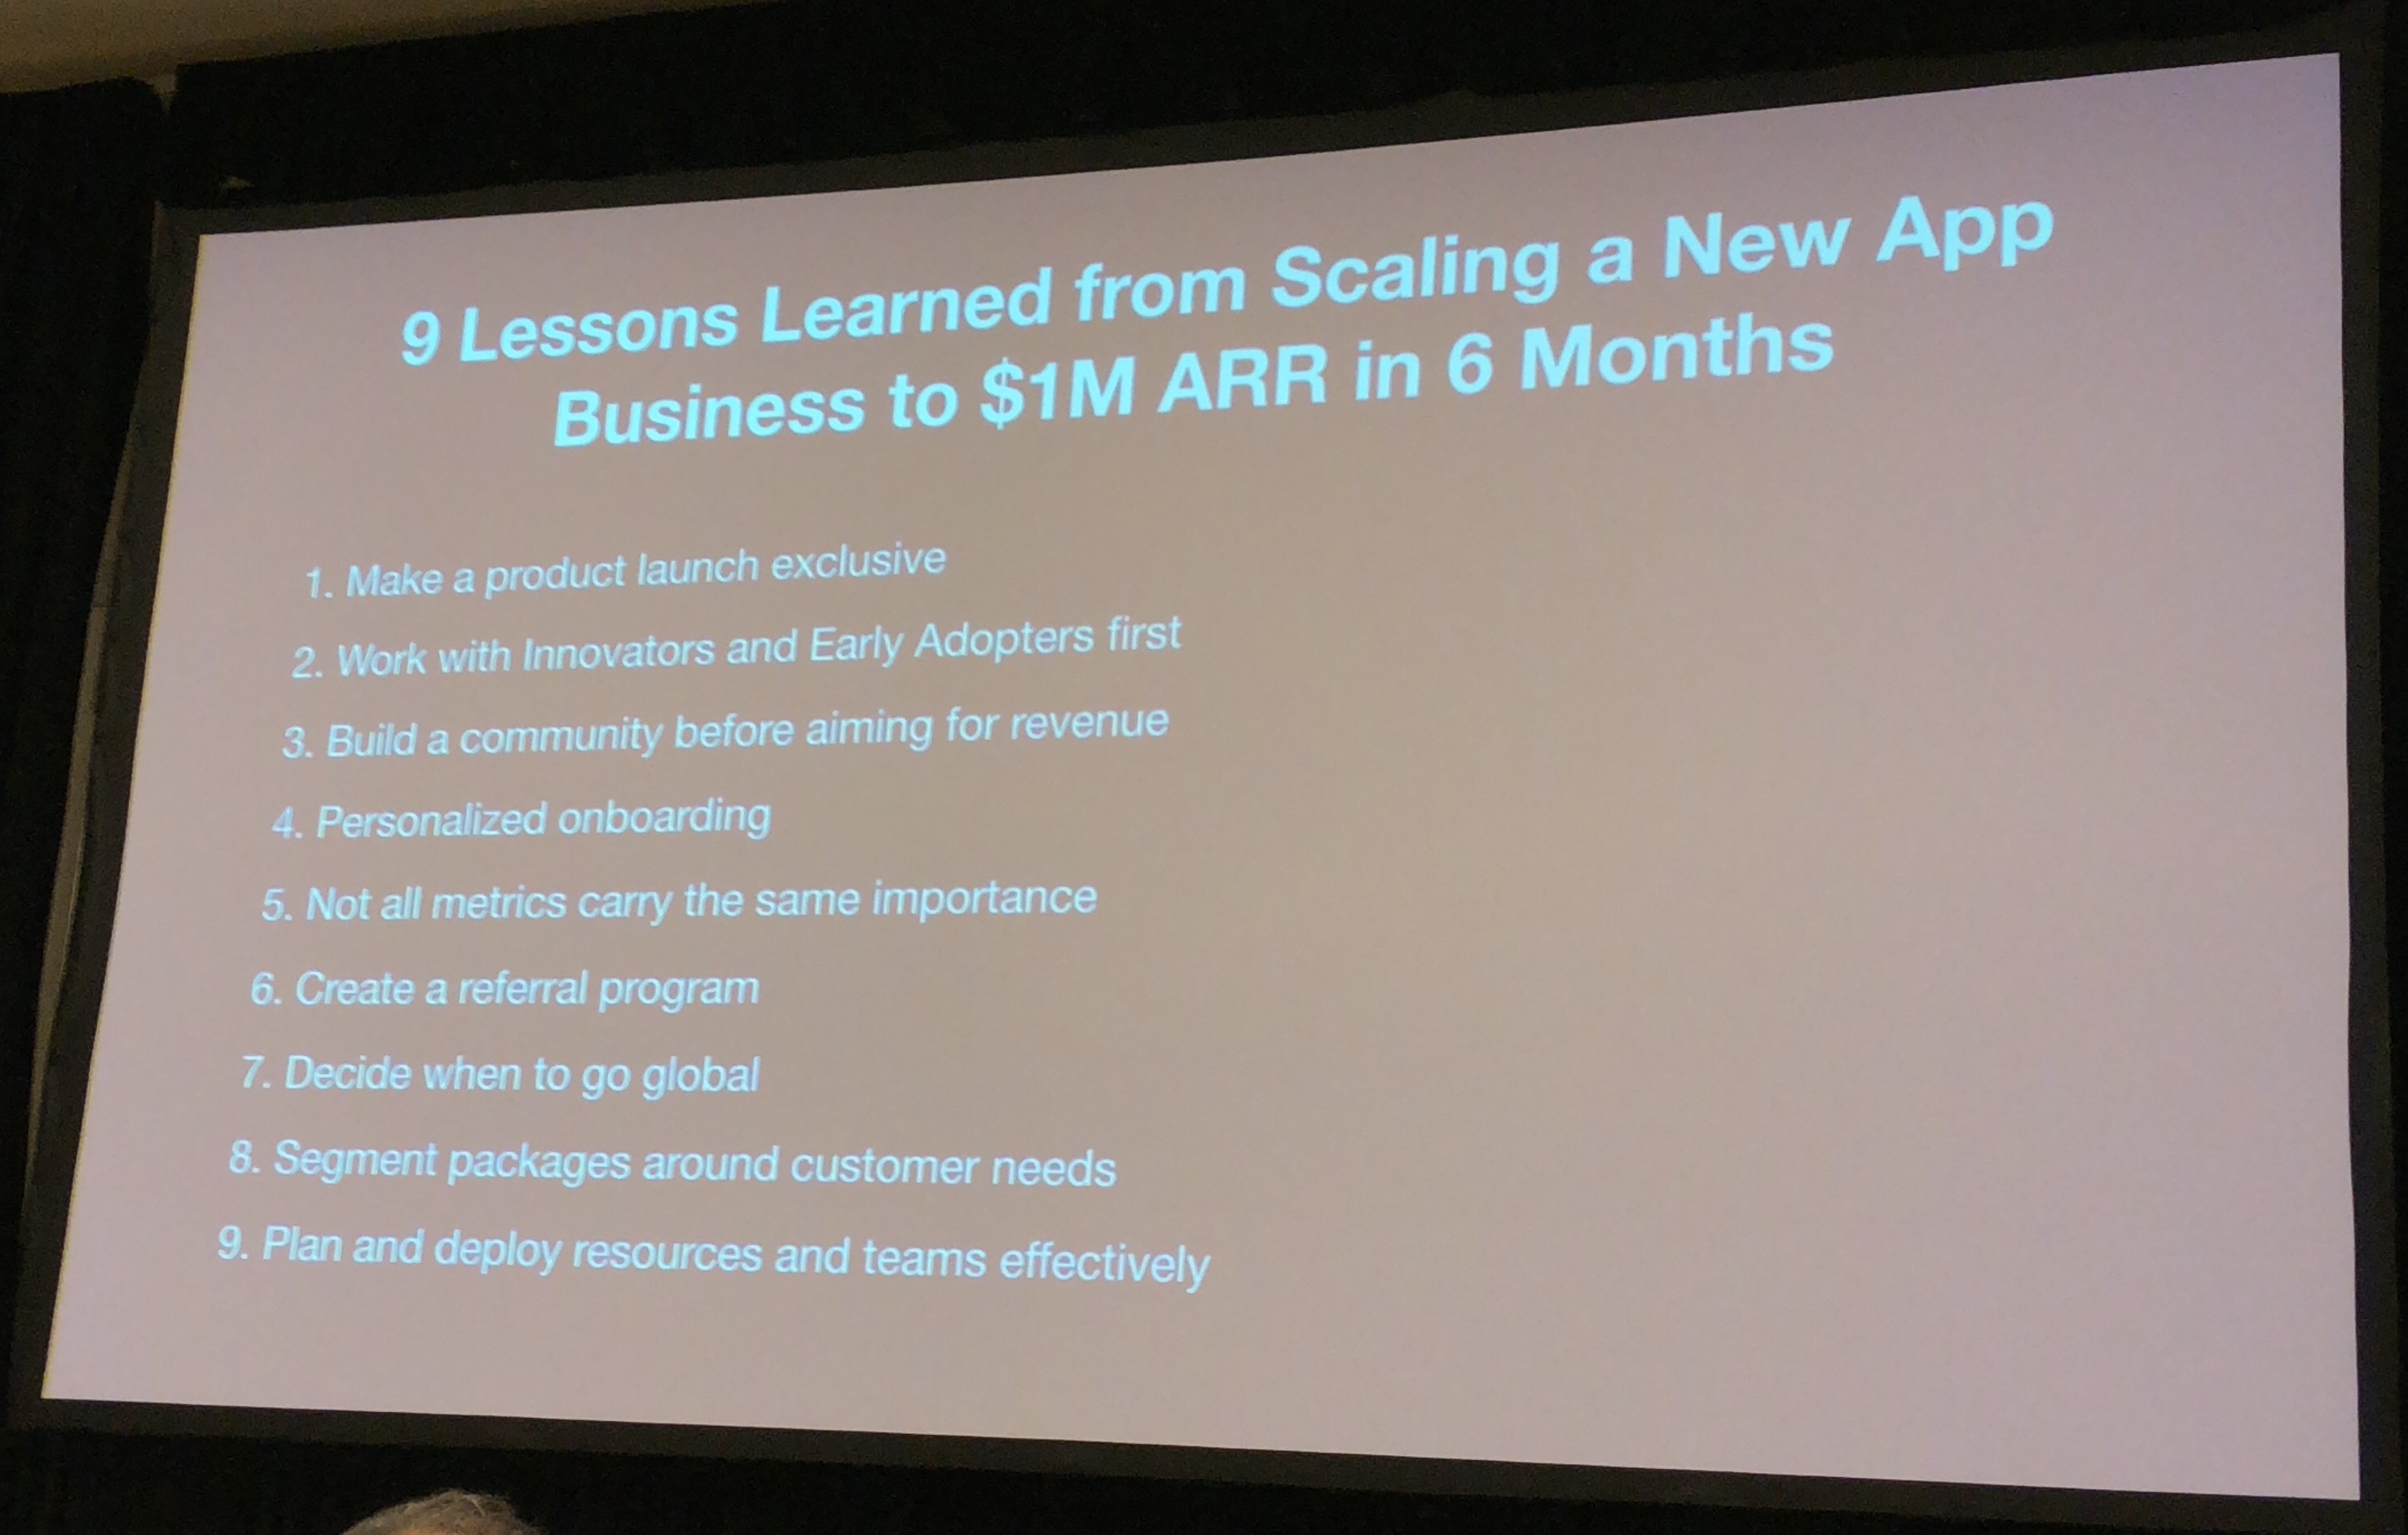 9 Lessons Learned from Scaling a New App
Business to $1M ARR in 6 Months
1. Make a product launch exclusive
2. Work with Innovators and Early Adopters first
3. Build a community before aiming for revenue
4. Personalized onboarding
5. Not all metrics carry the same importance
6. Create a referral program
7. Decide when to go global
8. Segment packages around customer needs
9. Plan and deploy resources and teams effectively